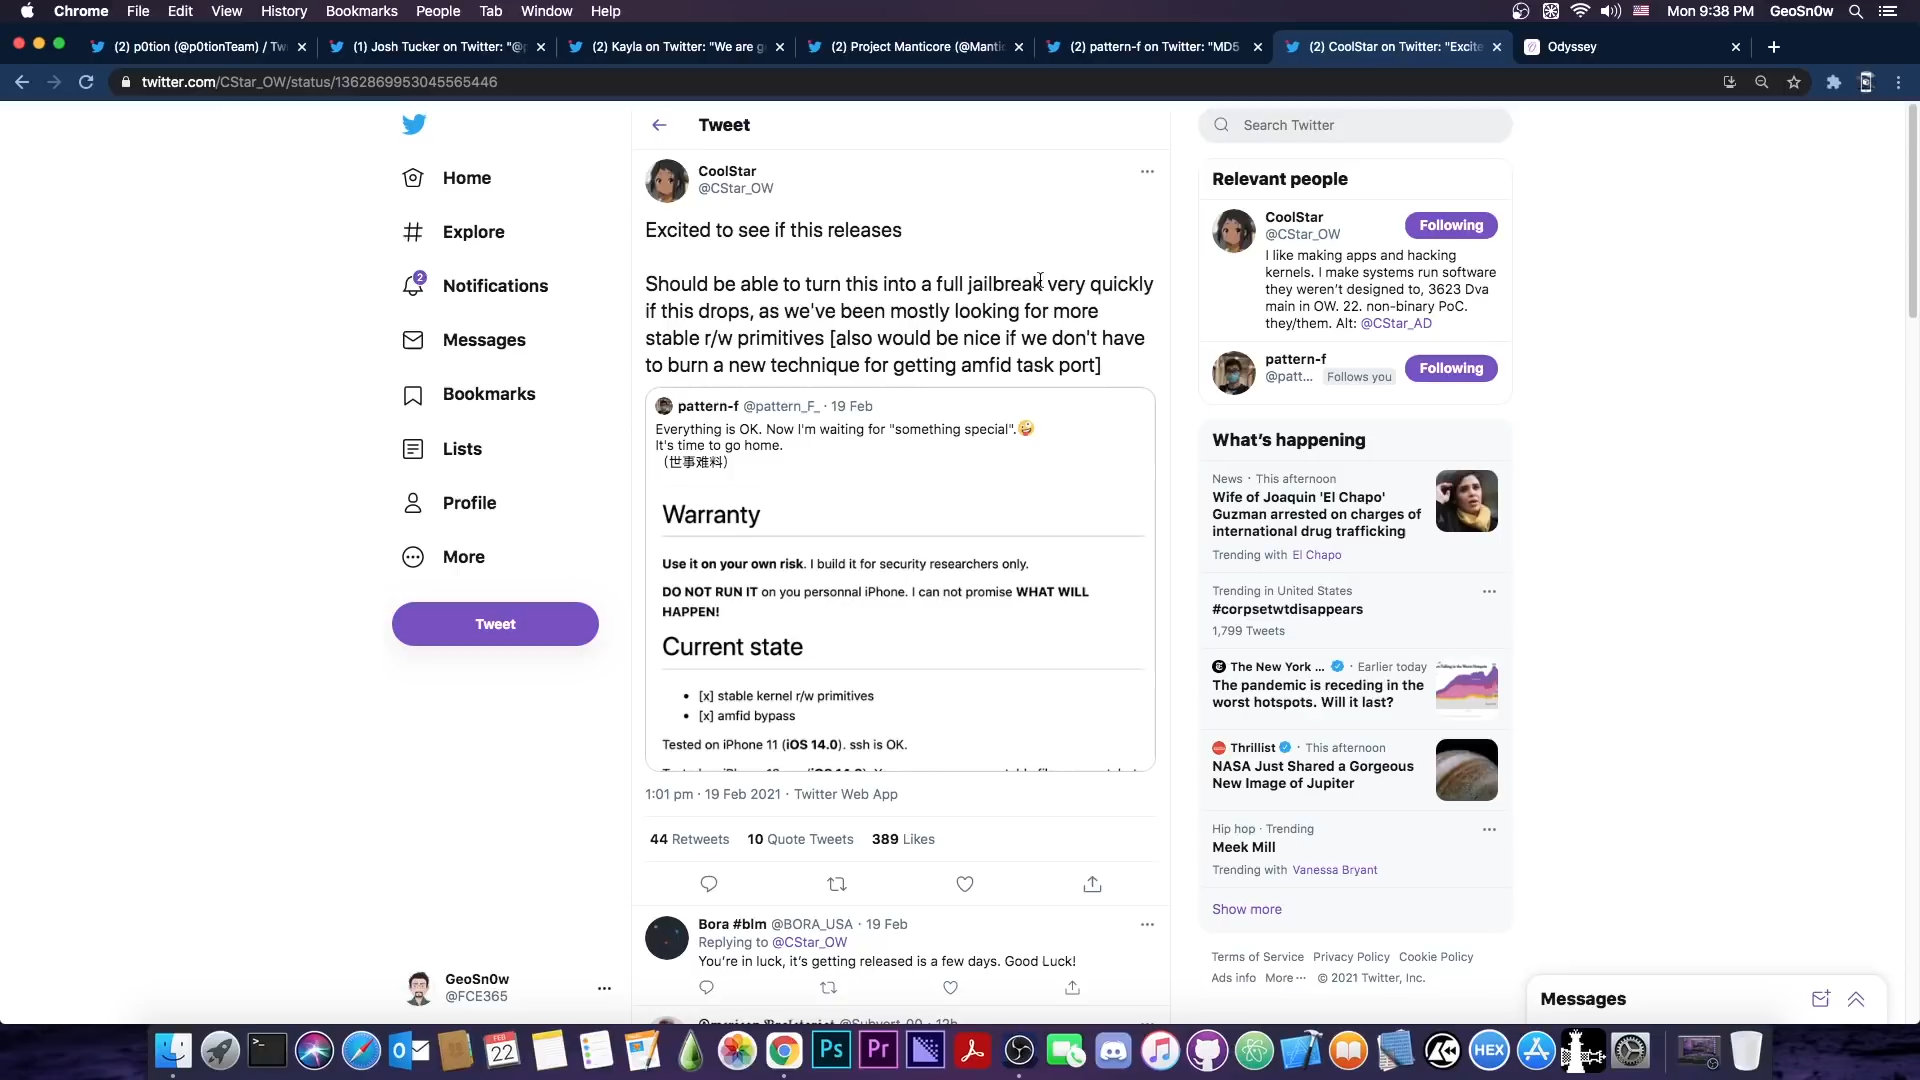 Chrome File Edit View History Bookmarks People Tab Window Help
Mon 9:38 PM GeoSn0w
(2) p0tion (@p0tionTeam) / Tw
(1) Josh Tucker on Twitter: "@p
(2) Kayla on Twitter: "We are g
(2) Project Manticore (@Manti
(2) pattern-f on Twitter: "MD5
(2) CoolStar on Twitter: "Excite
Odyssey
twitter.com/CStar_OW/status/1362869953045565446
Home
Explore
2
Notifications
Messages
Bookmarks
Lists
Profile
More
Tweet
GeoSn0w
@FCE365
Tweet
CoolStar
@CStar_OW
Excited to see if this releases
Should be able to turn this into a full jailbreak very quickly
if this drops, as we've been mostly looking for more
stable r/w primitives [also would be nice if we don't have
to burn a new technique for getting amfid task port]
pattern-f @pattern_F_ · 19 Feb
Everything is OK. Now I'm waiting for "something special".🤪
It's time to go home.
（世事难料）
Warranty
Use it on your own risk. I build it for security researchers only.
DO NOT RUN IT on you personnal iPhone. I can not promise WHAT WILL
HAPPEN!
Current state
• [x] stable kernel r/w primitives
• [x] amfid bypass
Tested on iPhone 11 (iOS 14.0). ssh is OK.
1:01 pm · 19 Feb 2021 · Twitter Web App
44 Retweets 10 Quote Tweets 389 Likes
Bora #blm @BORA_USA · 19 Feb
Replying to @CStar_OW
You're in luck, it's getting released is a few days. Good Luck!
Search Twitter
Relevant people
CoolStar
@CStar_OW
Following
I like making apps and hacking
kernels. I make systems run software
they weren't designed to, 3623 Dva
main in OW. 22. non-binary PoC.
they/them. Alt: @CStar_AD
pattern-f
@patt... Follows you
Following
What's happening
News · This afternoon
Wife of Joaquin 'El Chapo'
Guzman arrested on charges of
international drug trafficking
Trending with El Chapo
Trending in United States
#corpsetwtdisappears
1,799 Tweets
The New York ... · Earlier today
The pandemic is receding in the
worst hotspots. Will it last?
Thrillist · This afternoon
NASA Just Shared a Gorgeous
New Image of Jupiter
Hip hop · Trending
Meek Mill
Trending with Vanessa Bryant
Show more
Terms of Service Privacy Policy Cookie Policy
Ads info More··· © 2021 Twitter, Inc.
Messages
FEB
22
Ps
Pr
HEX